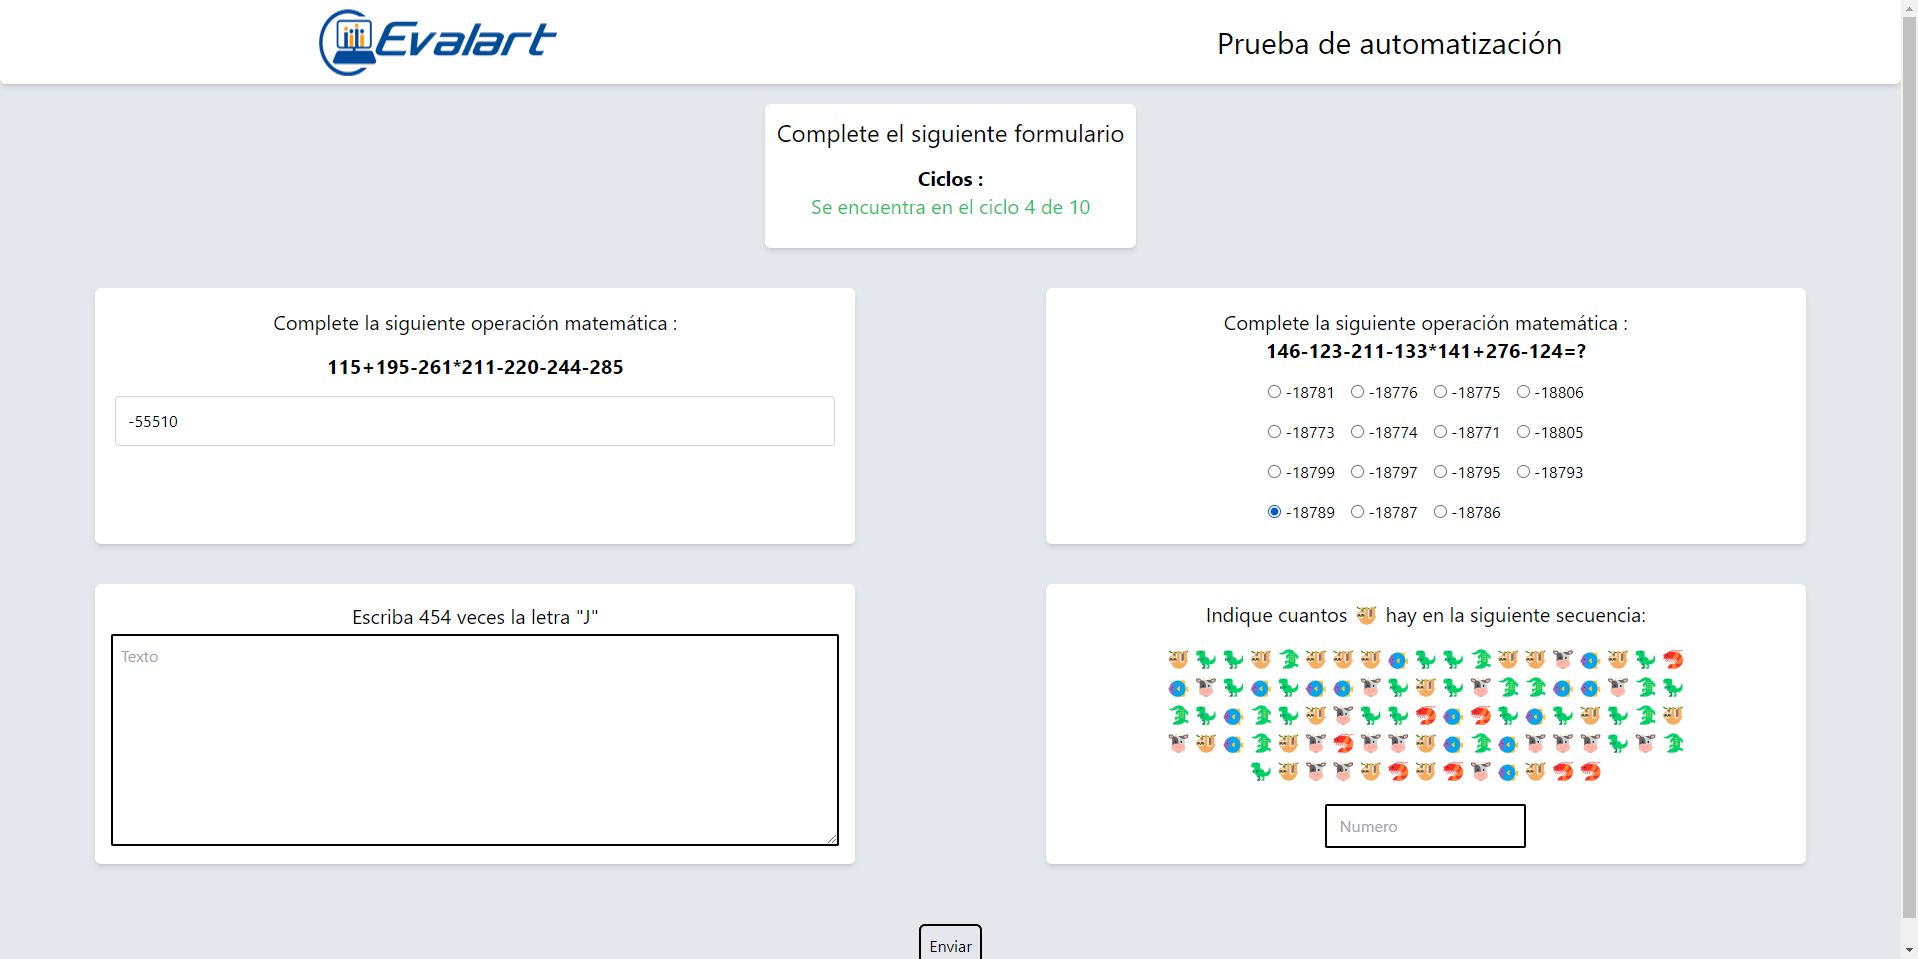 Evalart
Prueba de automatización
Complete el siguiente formulario
Ciclos :
Se encuentra en el ciclo 4 de 10
Complete la siguiente operación matemática :
115+195-261*211-220-244-285
-55510
Complete la siguiente operación matemática :
146-123-211-133*141+276-124=?
-18781 -18776 -18775 -18806
-18773 -18774 -18771 -18805
-18799 -18797 -18795 -18793
-18789 -18787 -18786
Escriba 454 veces la letra "J"
Texto
Indique cuantos 🦥 hay en la siguiente secuencia:
Numero
Enviar